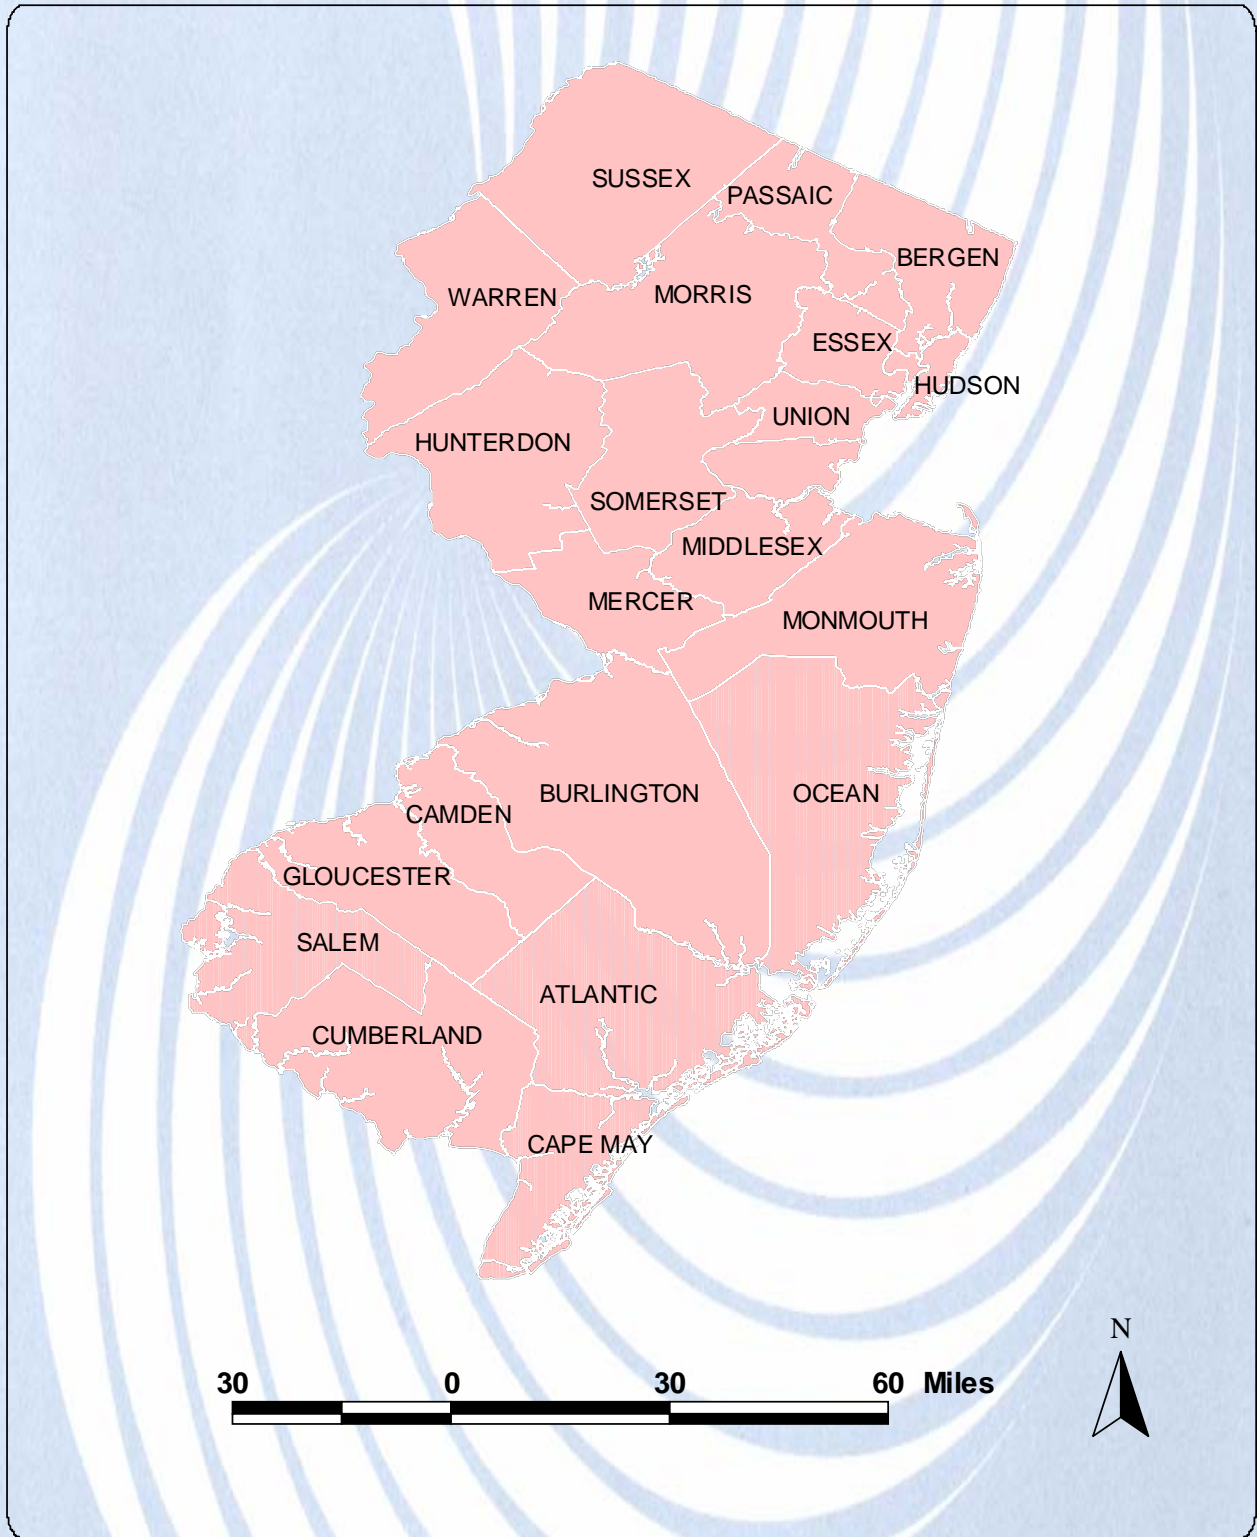 SUSSEX
PASSAIC
BERGEN
WARREN
MORRIS
ESSEX
HUDSON
UNION
HUNTERDON
SOMERSET
MIDDLESEX
MERCER
MONMOUTH
BURLINGTON
OCEAN
CAMDEN
GLOUCESTER
SALEM
ATLANTIC
CUMBERLAND
CAPE MAY
N
30 0 30 60 Miles